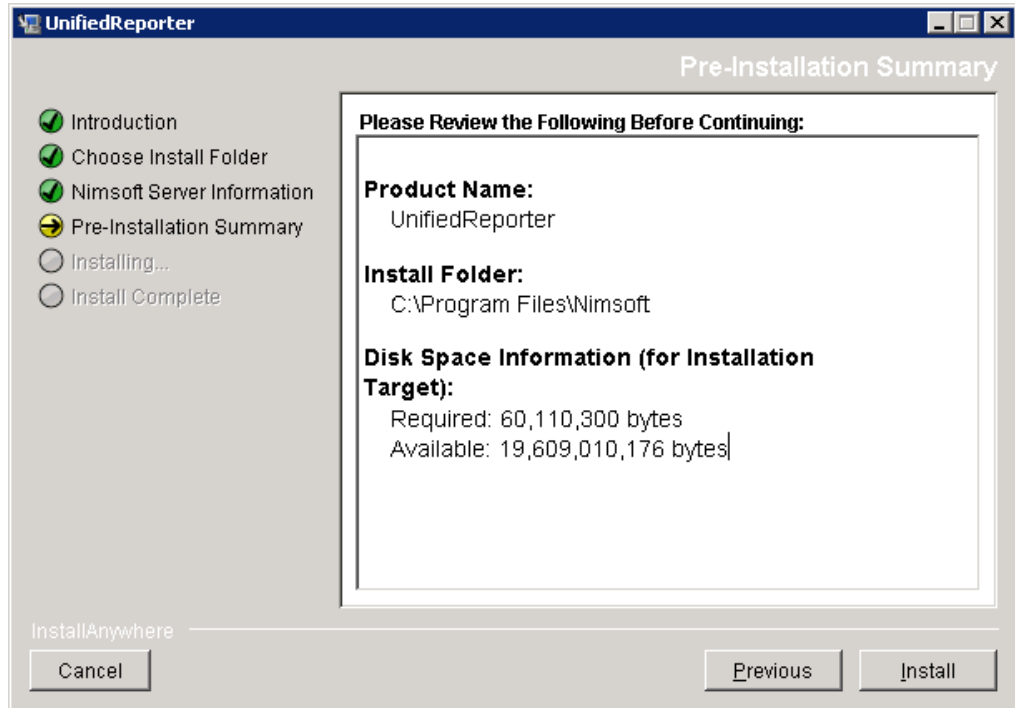 UnifiedReporter
Pre-Installation Summary
Introduction
Choose Install Folder
Nimsoft Server Information
Pre-Installation Summary
Installing...
Install Complete
Please Review the Following Before Continuing:
Product Name:
UnifiedReporter
Install Folder:
C:\Program Files\Nimsoft
Disk Space Information (for Installation
Target):
Required: 60,110,300 bytes
Available: 19,609,010,176 bytes
InstallAnywhere
Cancel
Previous
Install